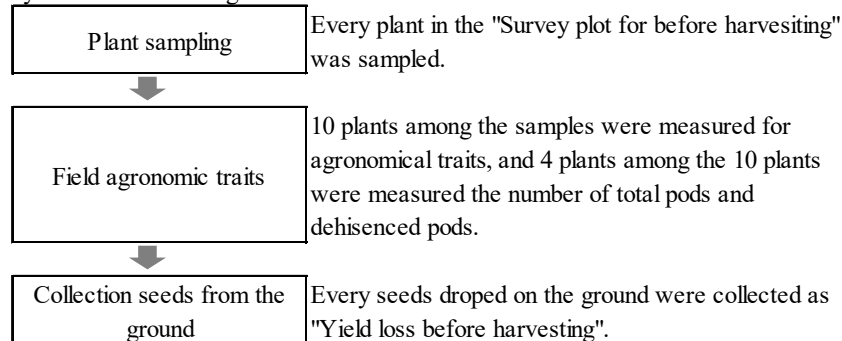 Plant sampling
Every plant in the "Survey plot for before harvesiting"
was sampled.
Field agronomic traits
10 plants among the samples were measured for
agronomical traits, and 4 plants among the 10 plants
were measured the number of total pods and
dehisenced pods.
Collection seeds from the
ground
Every seeds droped on the ground were collected as
"Yield loss before harvesting".